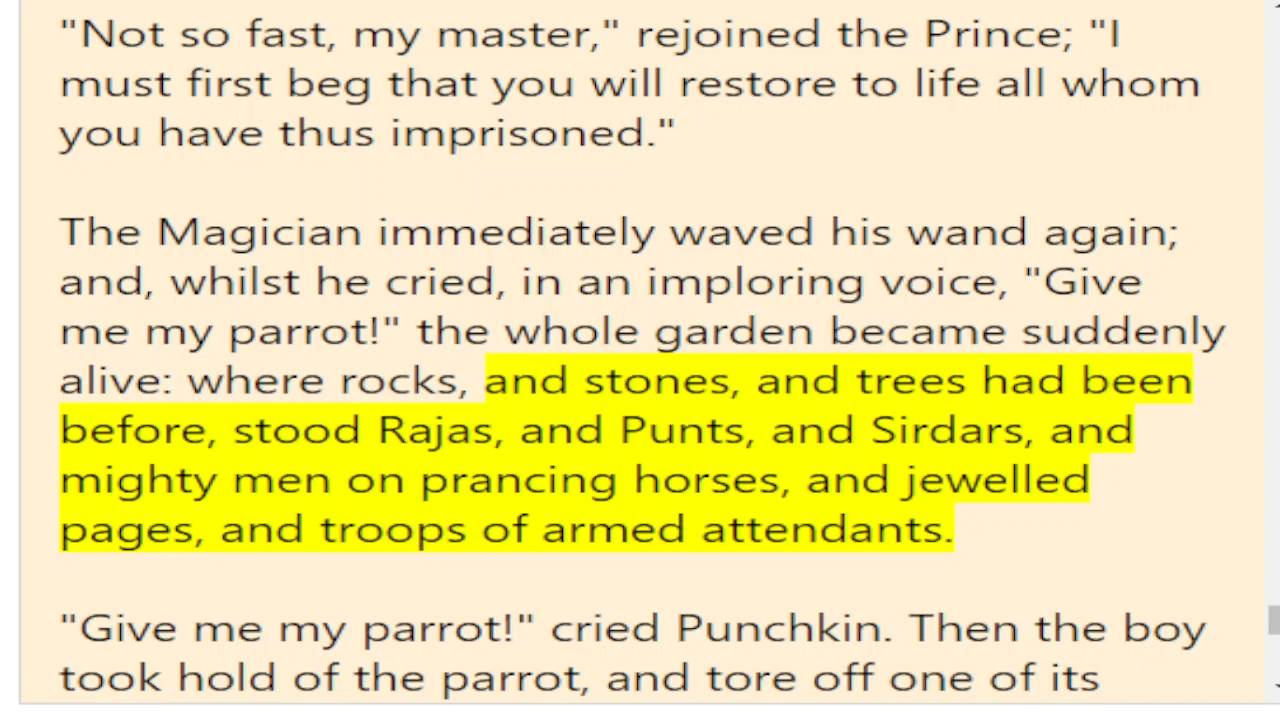 "Not so fast, my master," rejoined the Prince; "I
must first beg that you will restore to life all whom
you have thus imprisoned."
The Magician immediately waved his wand again;
and, whilst he cried, in an imploring voice, "Give
me my parrot!" the whole garden became suddenly
alive: where rocks, and stones, and trees had been
before, stood Rajas, and Punts, and Sirdars, and
mighty men on prancing horses, and jewelled
pages, and troops of armed attendants.
"Give me my parrot!" cried Punchkin. Then the boy
took hold of the parrot, and tore off one of its